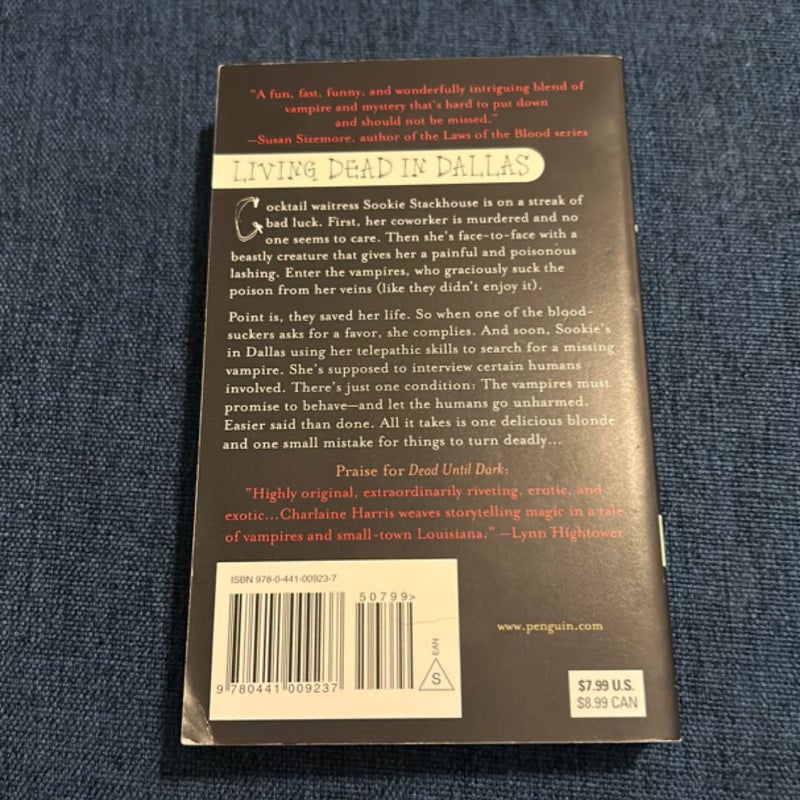 "A fun, fast, funny, and wonderfully intriguing blend of
vampire and mystery that's hard to put down
and should not be missed."
—Susan Sizemore, author of the Laws of the Blood series
LIVING DEAD IN DALLAS
Cocktail waitress Sookie Stackhouse is on a streak of
bad luck. First, her coworker is murdered and no
one seems to care. Then she's face-to-face with a
beastly creature that gives her a painful and poisonous
lashing. Enter the vampires, who graciously suck the
poison from her veins (like they didn't enjoy it).
Point is, they saved her life. So when one of the blood-
suckers asks for a favor, she complies. And soon, Sookie's
in Dallas using her telepathic skills to search for a missing
vampire. She's supposed to interview certain humans
involved. There's just one condition: The vampires must
promise to behave—and let the humans go unharmed.
Easier said than done. All it takes is one delicious blonde
and one small mistake for things to turn deadly...
Praise for Dead Until Dark:
"Highly original, extraordinarily riveting, erotic, and
exotic...Charlaine Harris weaves storytelling magic in a tale
of vampires and small-town Louisiana." —Lynn Hightower
ISBN 978-0-441-00923-7
50799>
9 780441 009237
EAN
S
www.penguin.com
$7.99 U.S.
$8.99 CAN